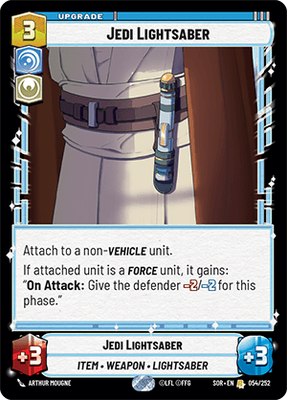 UPGRADE
3
JEDI LIGHTSABER
Attach to a non-VEHICLE unit.
If attached unit is a FORCE unit, it gains:
"On Attack: Give the defender -2/-2 for this
phase."
JEDI LIGHTSABER
+3
ITEM • WEAPON • LIGHTSABER
+3
ARTHUR MOUGNE
©LFL ©FFG
SOR • EN
054/252